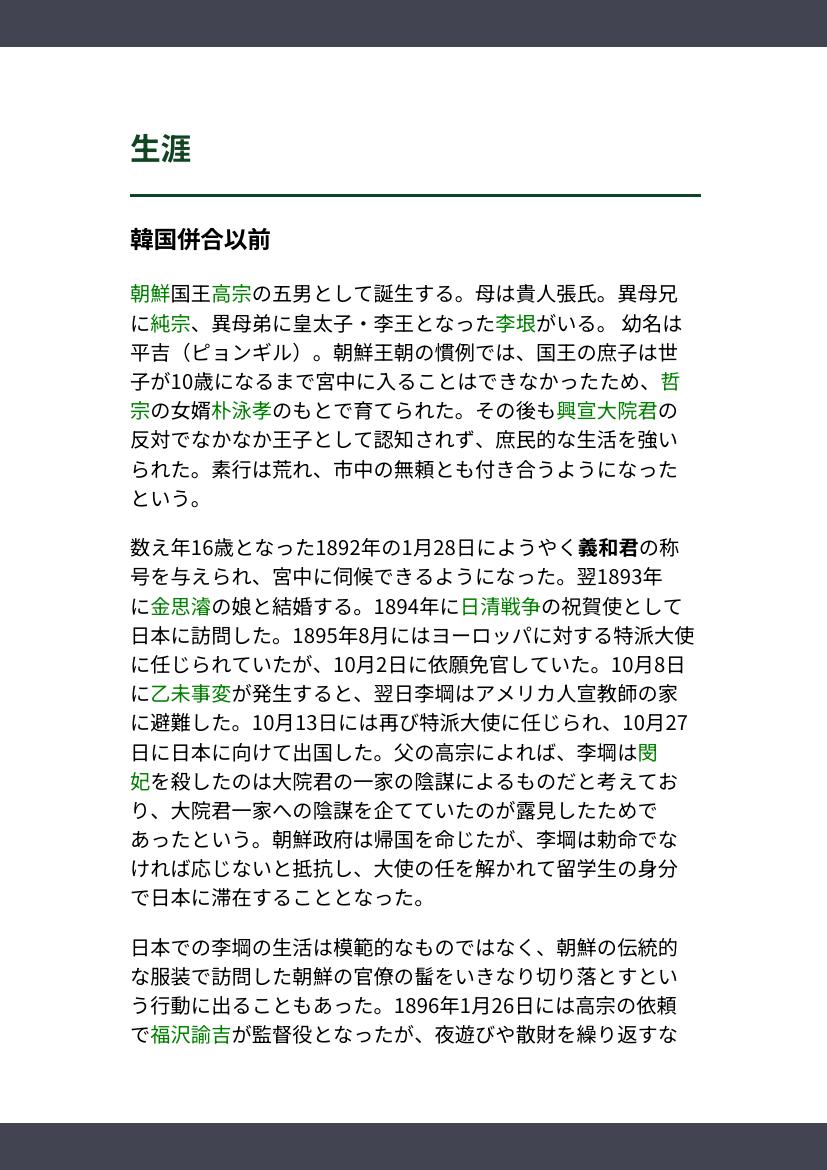 生涯
韓国併合以前
朝鮮国王高宗の五男として誕生する。母は貴人張氏。異母兄
に純宗、異母弟に皇太子・李王となった李垠がいる。 幼名は
平吉（ピョンギル）。朝鮮王朝の慣例では、国王の庶子は世
子が10歳になるまで宮中に入ることはできなかったため、哲
宗の女婿朴泳孝のもとで育てられた。その後も興宣大院君の
反対でなかなか王子として認知されず、庶民的な生活を強い
られた。素行は荒れ、市中の無頼とも付き合うようになった
という。
数え年16歳となった1892年の1月28日にようやく義和君の称
号を与えられ、宮中に伺候できるようになった。翌1893年
に金思濬の娘と結婚する。1894年に日清戦争の祝賀使として
日本に訪問した。1895年8月にはヨーロッパに対する特派大使
に任じられていたが、10月2日に依願免官していた。10月8日
に乙未事変が発生すると、翌日李堈はアメリカ人宣教師の家
に避難した。10月13日には再び特派大使に任じられ、10月27
日に日本に向けて出国した。父の高宗によれば、李堈は閔
妃を殺したのは大院君の一家の陰謀によるものだと考えてお
り、大院君一家への陰謀を企てていたのが露見したためで
あったという。朝鮮政府は帰国を命じたが、李堈は勅命でな
ければ応じないと抵抗し、大使の任を解かれて留学生の身分
で日本に滞在することとなった。
日本での李堈の生活は模範的なものではなく、朝鮮の伝統的
な服装で訪問した朝鮮の官僚の髷をいきなり切り落とすとい
う行動に出ることもあった。1896年1月26日には高宗の依頼
で福沢諭吉が監督役となったが、夜遊びや散財を繰り返すな